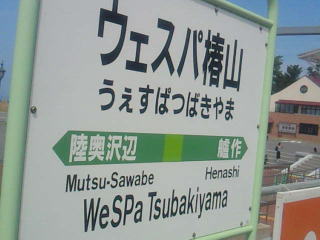 ウェスパ椿山
うぇすぱつばきやま
陸奥沢辺 艫作
Mutsu-Sawabe Henashi
WeSPa Tsubakiyama